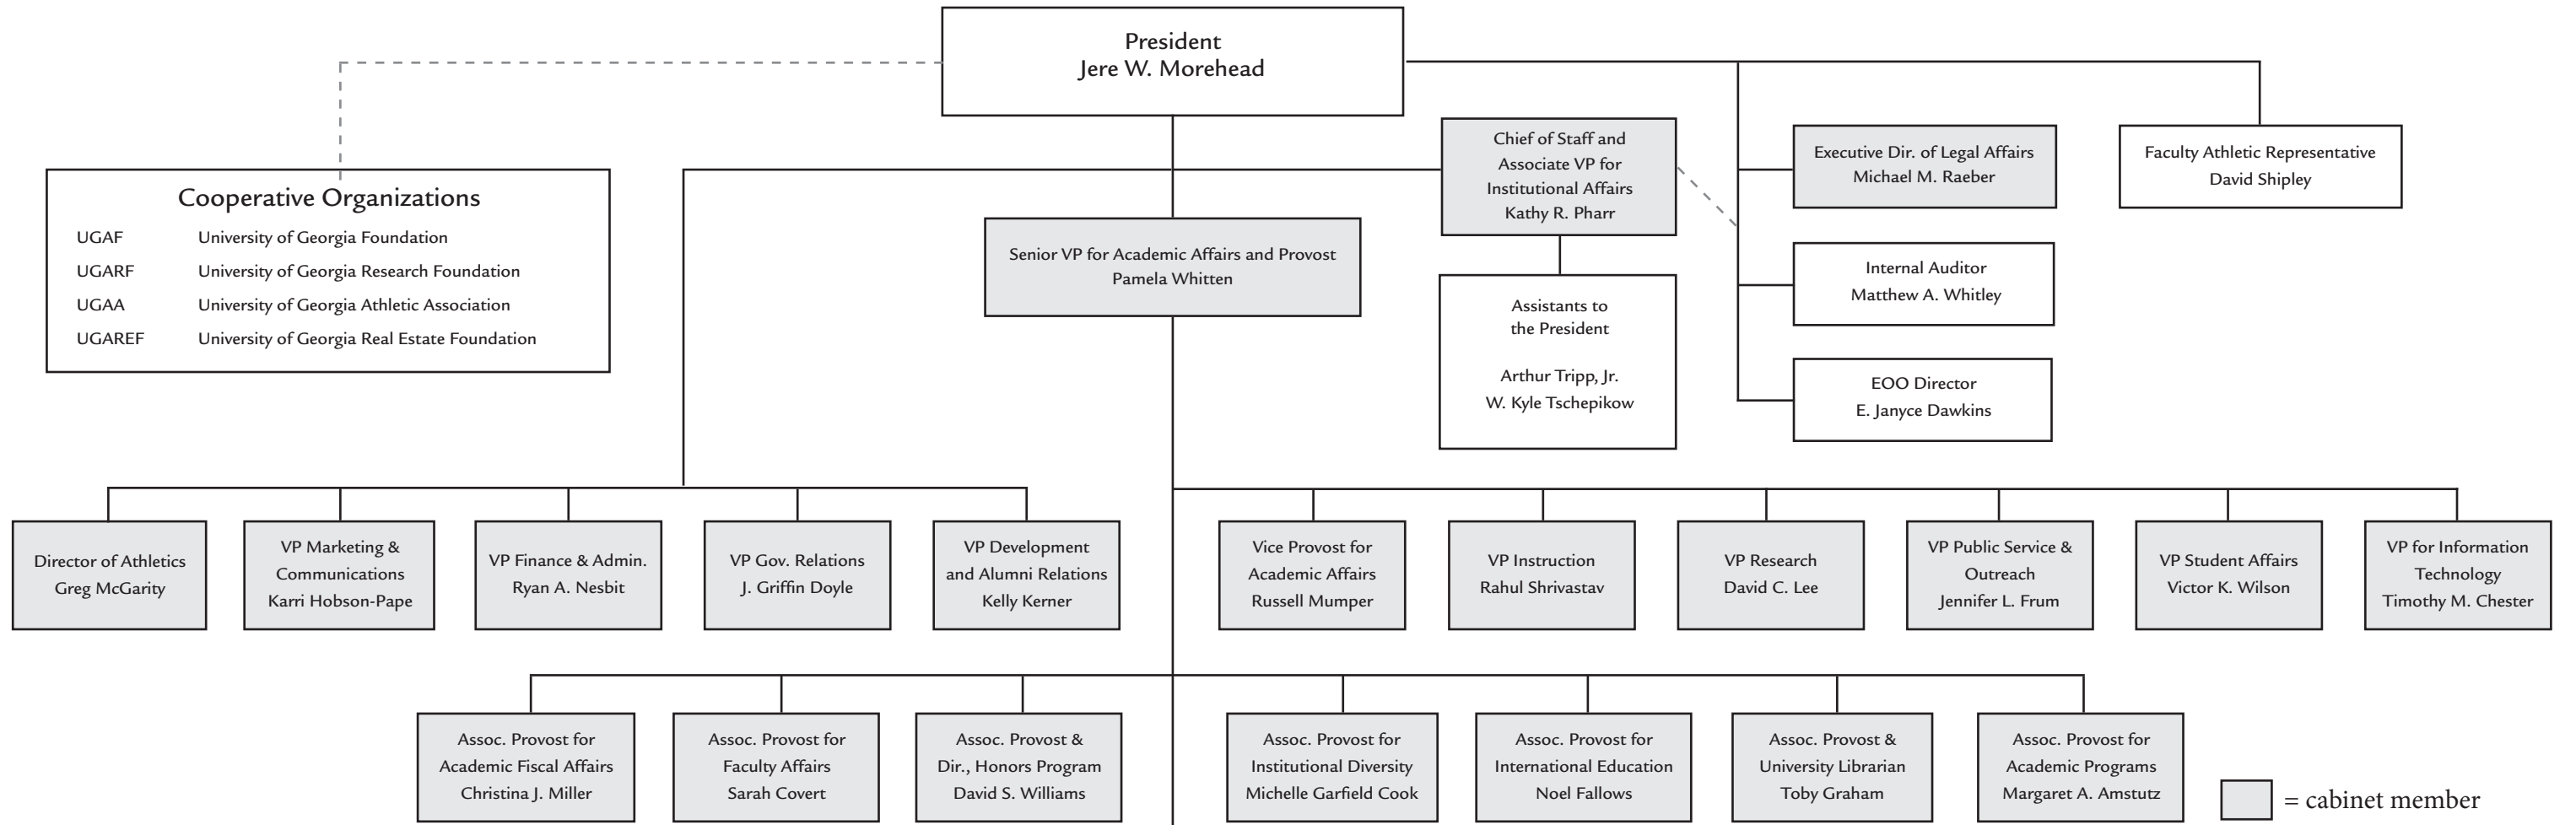 President
Jere W. Morehead
Chief of Staff and
Associate VP for
Institutional Affairs
Kathy R. Pharr
Executive Dir. of Legal Affairs
Michael M. Raeber
Faculty Athletic Representative
David Shipley
Cooperative Organizations
UGAF University of Georgia Foundation
UGARF University of Georgia Research Foundation
UGAA University of Georgia Athletic Association
UGAREF University of Georgia Real Estate Foundation
Senior VP for Academic Affairs and Provost
Pamela Whitten
Internal Auditor
Matthew A. Whitley
Assistants to
the President
Arthur Tripp, Jr.
W. Kyle Tschepikow
EOO Director
E. Janyce Dawkins
Director of Athletics
Greg McGarity
VP Marketing &
Communications
Karri Hobson-Pape
VP Finance & Admin.
Ryan A. Nesbit
VP Gov. Relations
J. Griffin Doyle
VP Development
and Alumni Relations
Kelly Kerner
Vice Provost for
Academic Affairs
Russell Mumper
VP Instruction
Rahul Shrivastav
VP Research
David C. Lee
VP Public Service &
Outreach
Jennifer L. Frum
VP Student Affairs
Victor K. Wilson
VP for Information
Technology
Timothy M. Chester
Assoc. Provost for
Academic Fiscal Affairs
Christina J. Miller
Assoc. Provost for
Faculty Affairs
Sarah Covert
Assoc. Provost &
Dir., Honors Program
David S. Williams
Assoc. Provost for
Institutional Diversity
Michelle Garfield Cook
Assoc. Provost for
International Education
Noel Fallows
Assoc. Provost &
University Librarian
Toby Graham
Assoc. Provost for
Academic Programs
Margaret A. Amstutz
= cabinet member